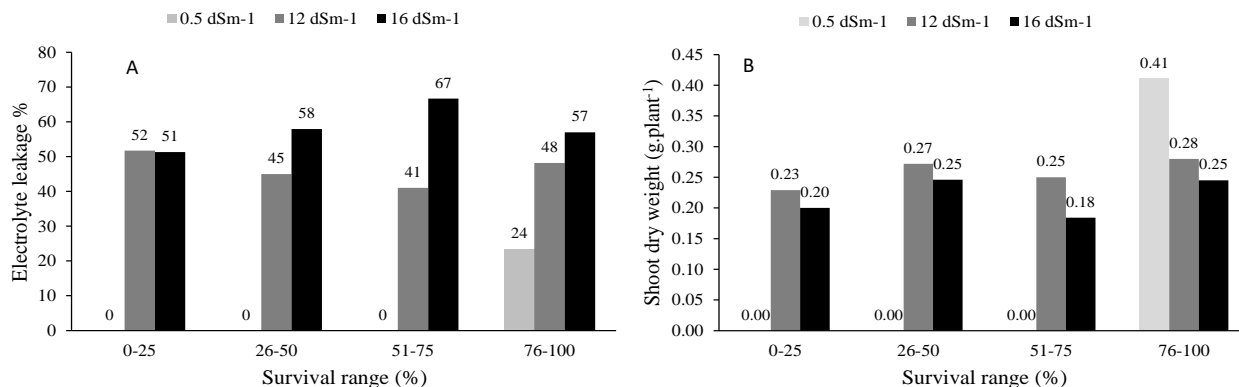 0.5 dSm-1 12 dSm-1 16 dSm-1
A
Electrolyte leakage %
80
70
60
50
40
30
20
10
0
0 52 51
0 45 58
0 41 67
24 48 57
0-25 26-50 51-75 76-100
Survival range (%)
0.5 dSm-1 12 dSm-1 16 dSm-1
B
Shoot dry weight (g.plant-1)
0.45
0.40
0.35
0.30
0.25
0.20
0.15
0.10
0.05
0.00
0.00 0.23 0.20
0.00 0.27 0.25
0.00 0.25 0.18
0.41 0.28 0.25
0-25 26-50 51-75 76-100
Survival range (%)